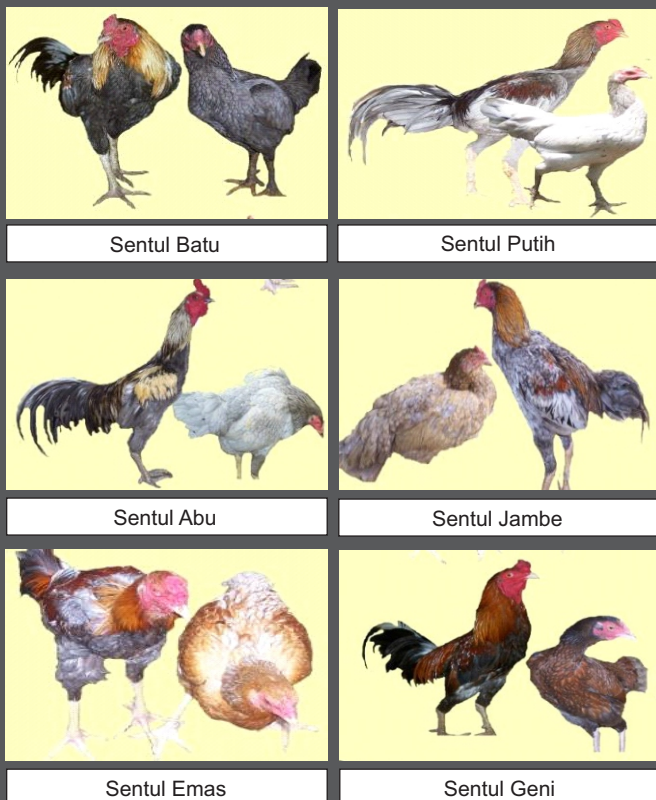 Sentul Batu
Sentul Putih
Sentul Abu
Sentul Jambe
Sentul Emas
Sentul Geni